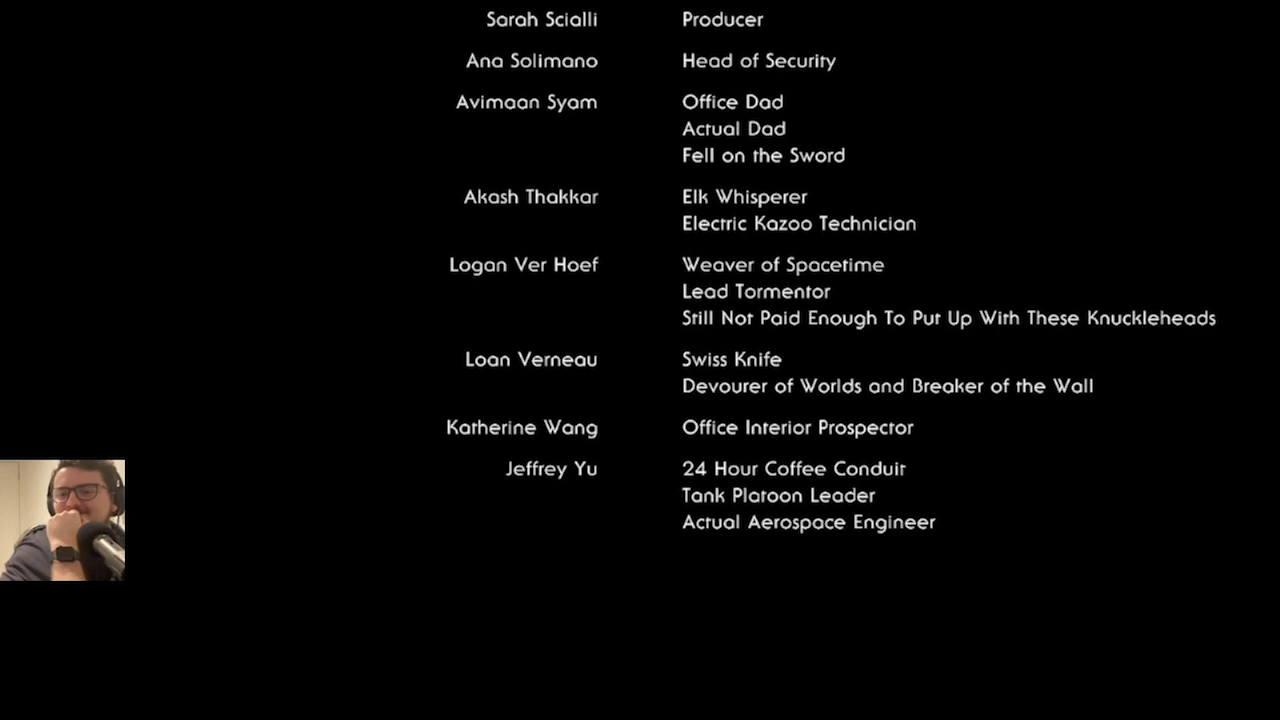 Sarah Scialli Producer
Ana Solimano Head of Security
Avimaan Syam Office Dad
Actual Dad
Fell on the Sword
Akash Thakkar Elk Whisperer
Electric Kazoo Technician
Logan Ver Hoef Weaver of Spacetime
Lead Tormentor
Still Not Paid Enough To Put Up With These Knuckleheads
Loan Verneau Swiss Knife
Devourer of Worlds and Breaker of the Wall
Katherine Wang Office Interior Prospector
Jeffrey Yu 24 Hour Coffee Conduit
Tank Platoon Leader
Actual Aerospace Engineer